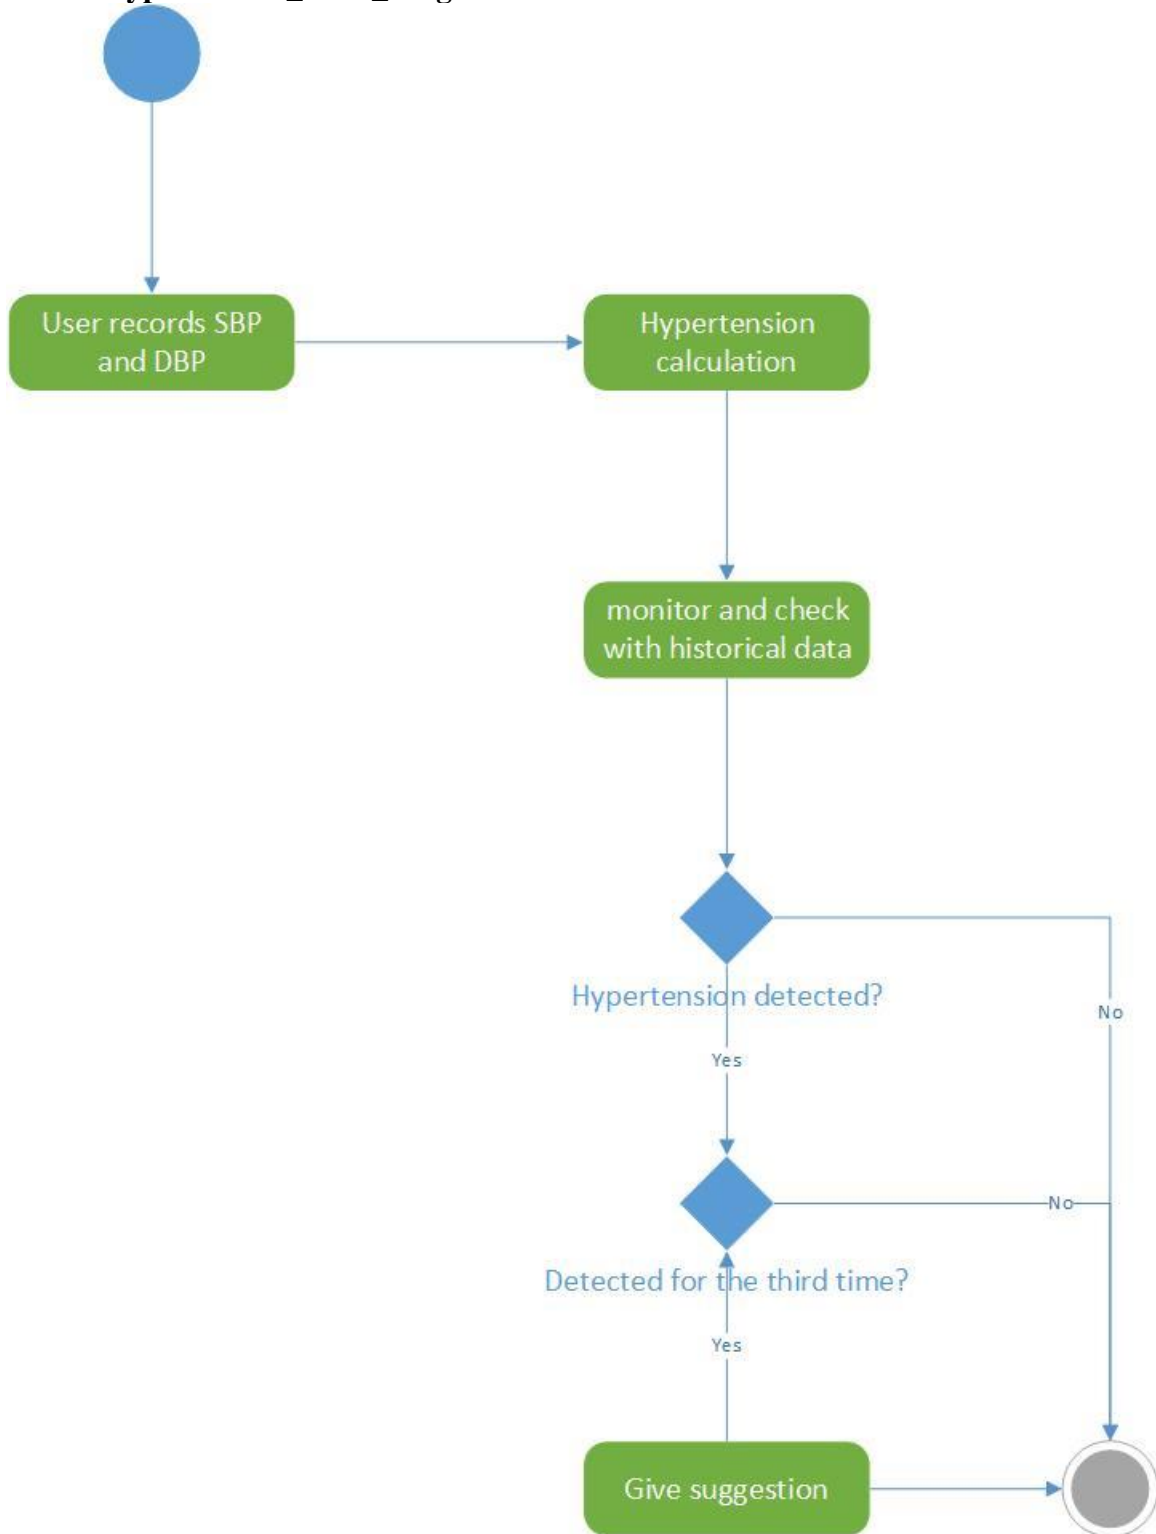 User records SBP
and DBP
Hypertension
calculation
monitor and check
with historical data
Hypertension detected?
No
Yes
No
Detected for the third time?
Yes
Give suggestion